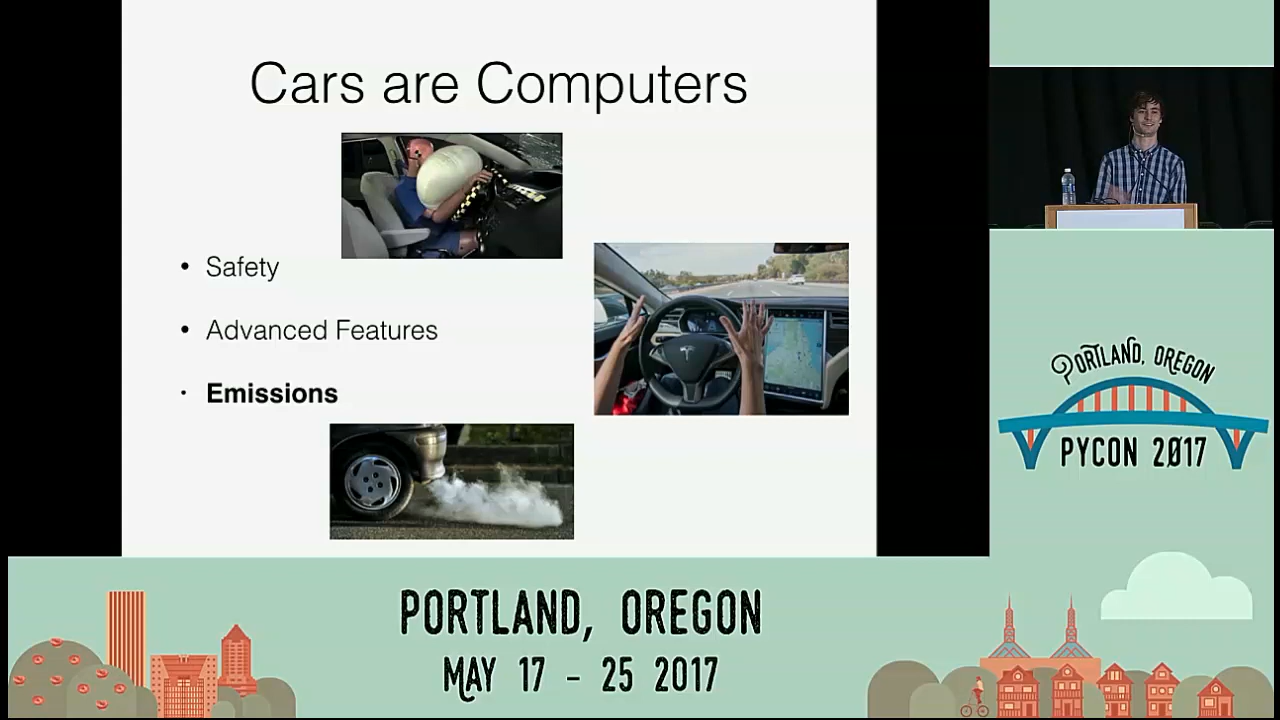 Cars are Computers
• Safety
• Advanced Features
• Emissions
PORTLAND, OREGON
PYCON 2017
PORTLAND, OREGON
MAY 17 - 25 2017